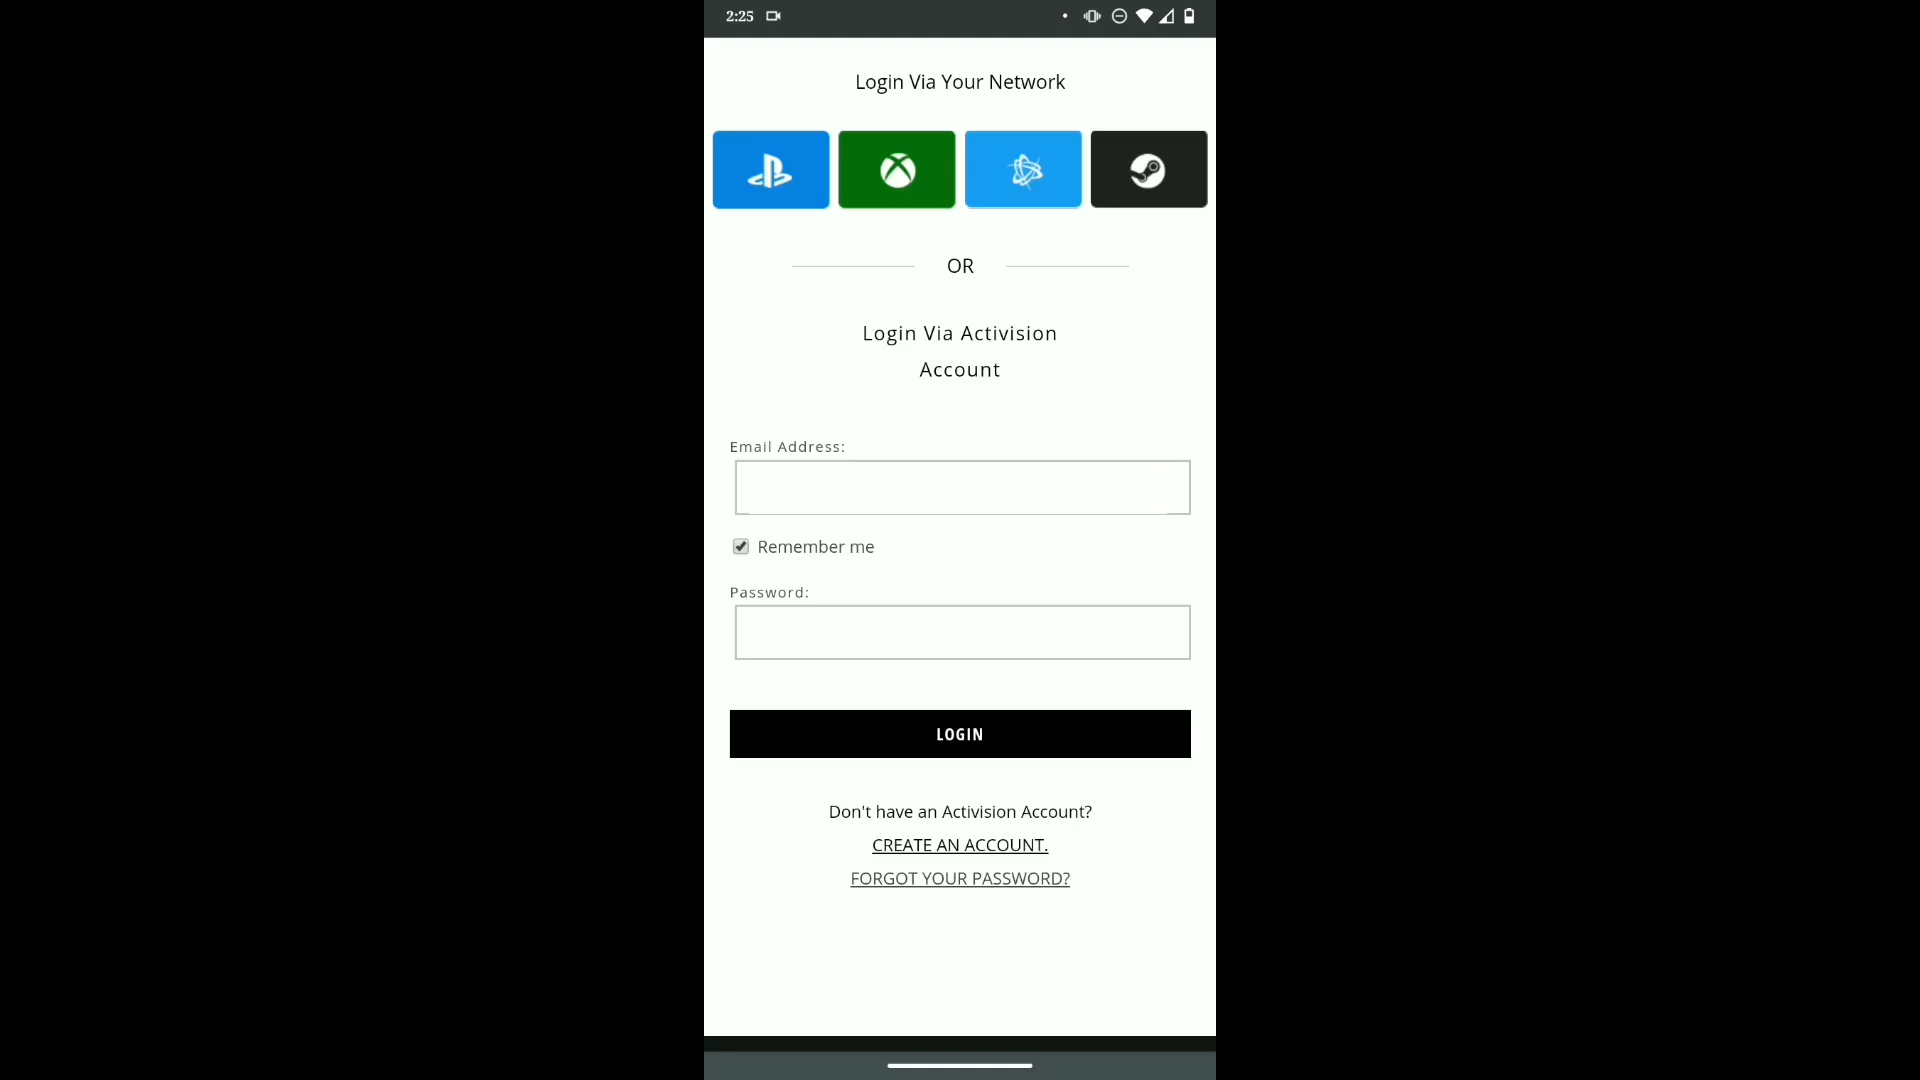 2:25
Login Via Your Network
OR
Login Via Activision
Account
Email Address:
Remember me
Password:
LOGIN
Don't have an Activision Account?
CREATE AN ACCOUNT.
FORGOT YOUR PASSWORD?